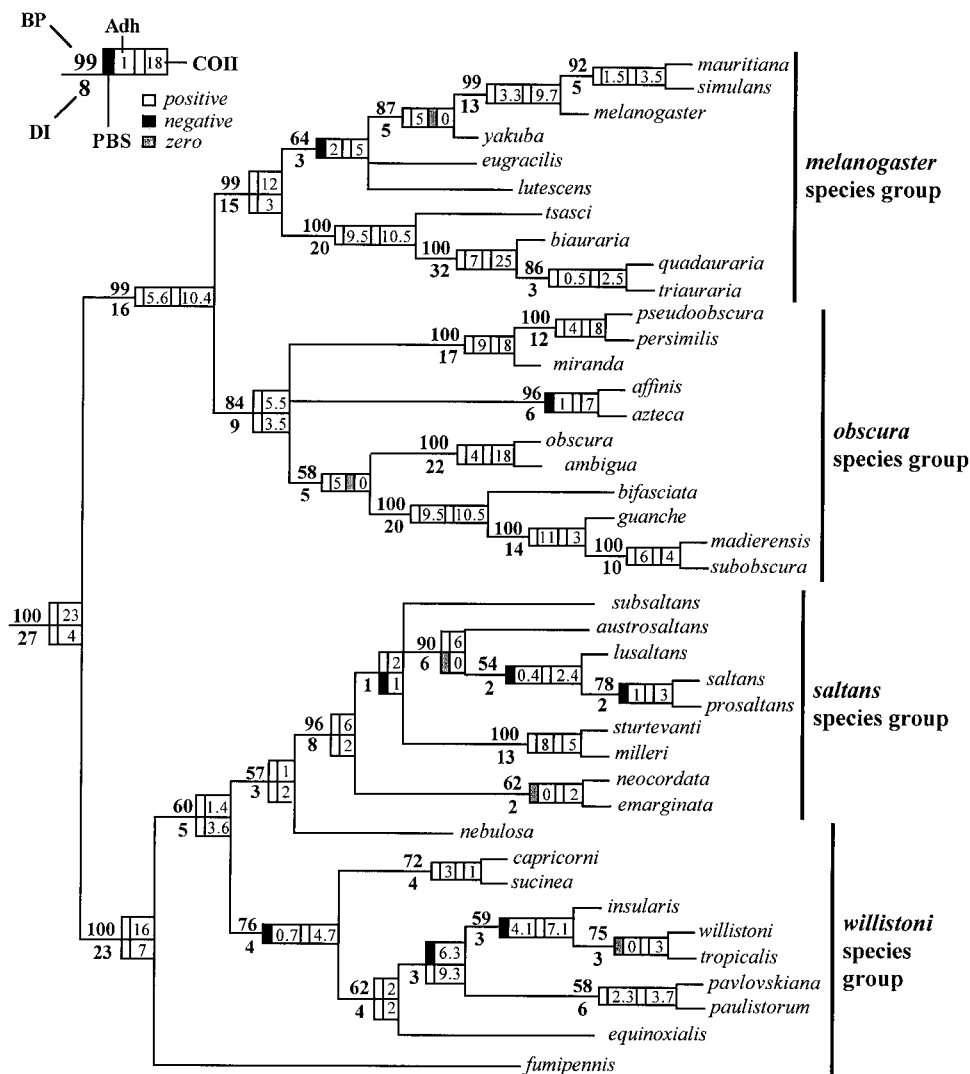 BP
Adh
99 1 18 COII
8
DI PBS
positive
negative
zero
92 mauritiana
5 1.5 3.5 simulans
99 3.3 9.7
13 melanogaster
87 5 0
5 yakuba
64 2 5
3 eugracilis
lutescens
99 12
15 3
tsasci
100 9.5 10.5
20
biauraria
100 7 25
32
86 0.5 2.5 quadauraria
3 triauraria
melanogaster
species group
99 5.6 10.4
16
pseudoobscura
100 4 8
12 persimilis
100 9 8
17 miranda
84 5.5
9 3.5
96 1 7 affinis
6 azteca
100 4 18 obscura
22 ambigua
58 5 0
5
bifasciata
100 9.5 10.5
20
guanche
100 11 3
14
100 6 4 madierensis
10 subobscura
obscura
species group
100 23
27 4
subsaltans
austrosaltans
90 6
6 0
2
1 1
lusaltans
54 0.4 2.4
2
78 1 3 saltans
2 prosaltans
96 6
8 2
100 8 5 sturtevanti
13 milleri
62 0 2 neocordata
2 emarginata
saltans
species group
57 1
3 2
nebulosa
60 1.4
5 3.6
72 3 1 capricorni
4 sucinea
76 0.7 4.7
4
insularis
59 4.1 7.1
3
75 0 3 willistoni
3 tropicalis
6.3
3 9.3
58 2.3 3.7 pavlovskiana
6 paulistorum
62 2
4 2
equinoxialis
100 16
23 7
fumipennis
willistoni
species
group